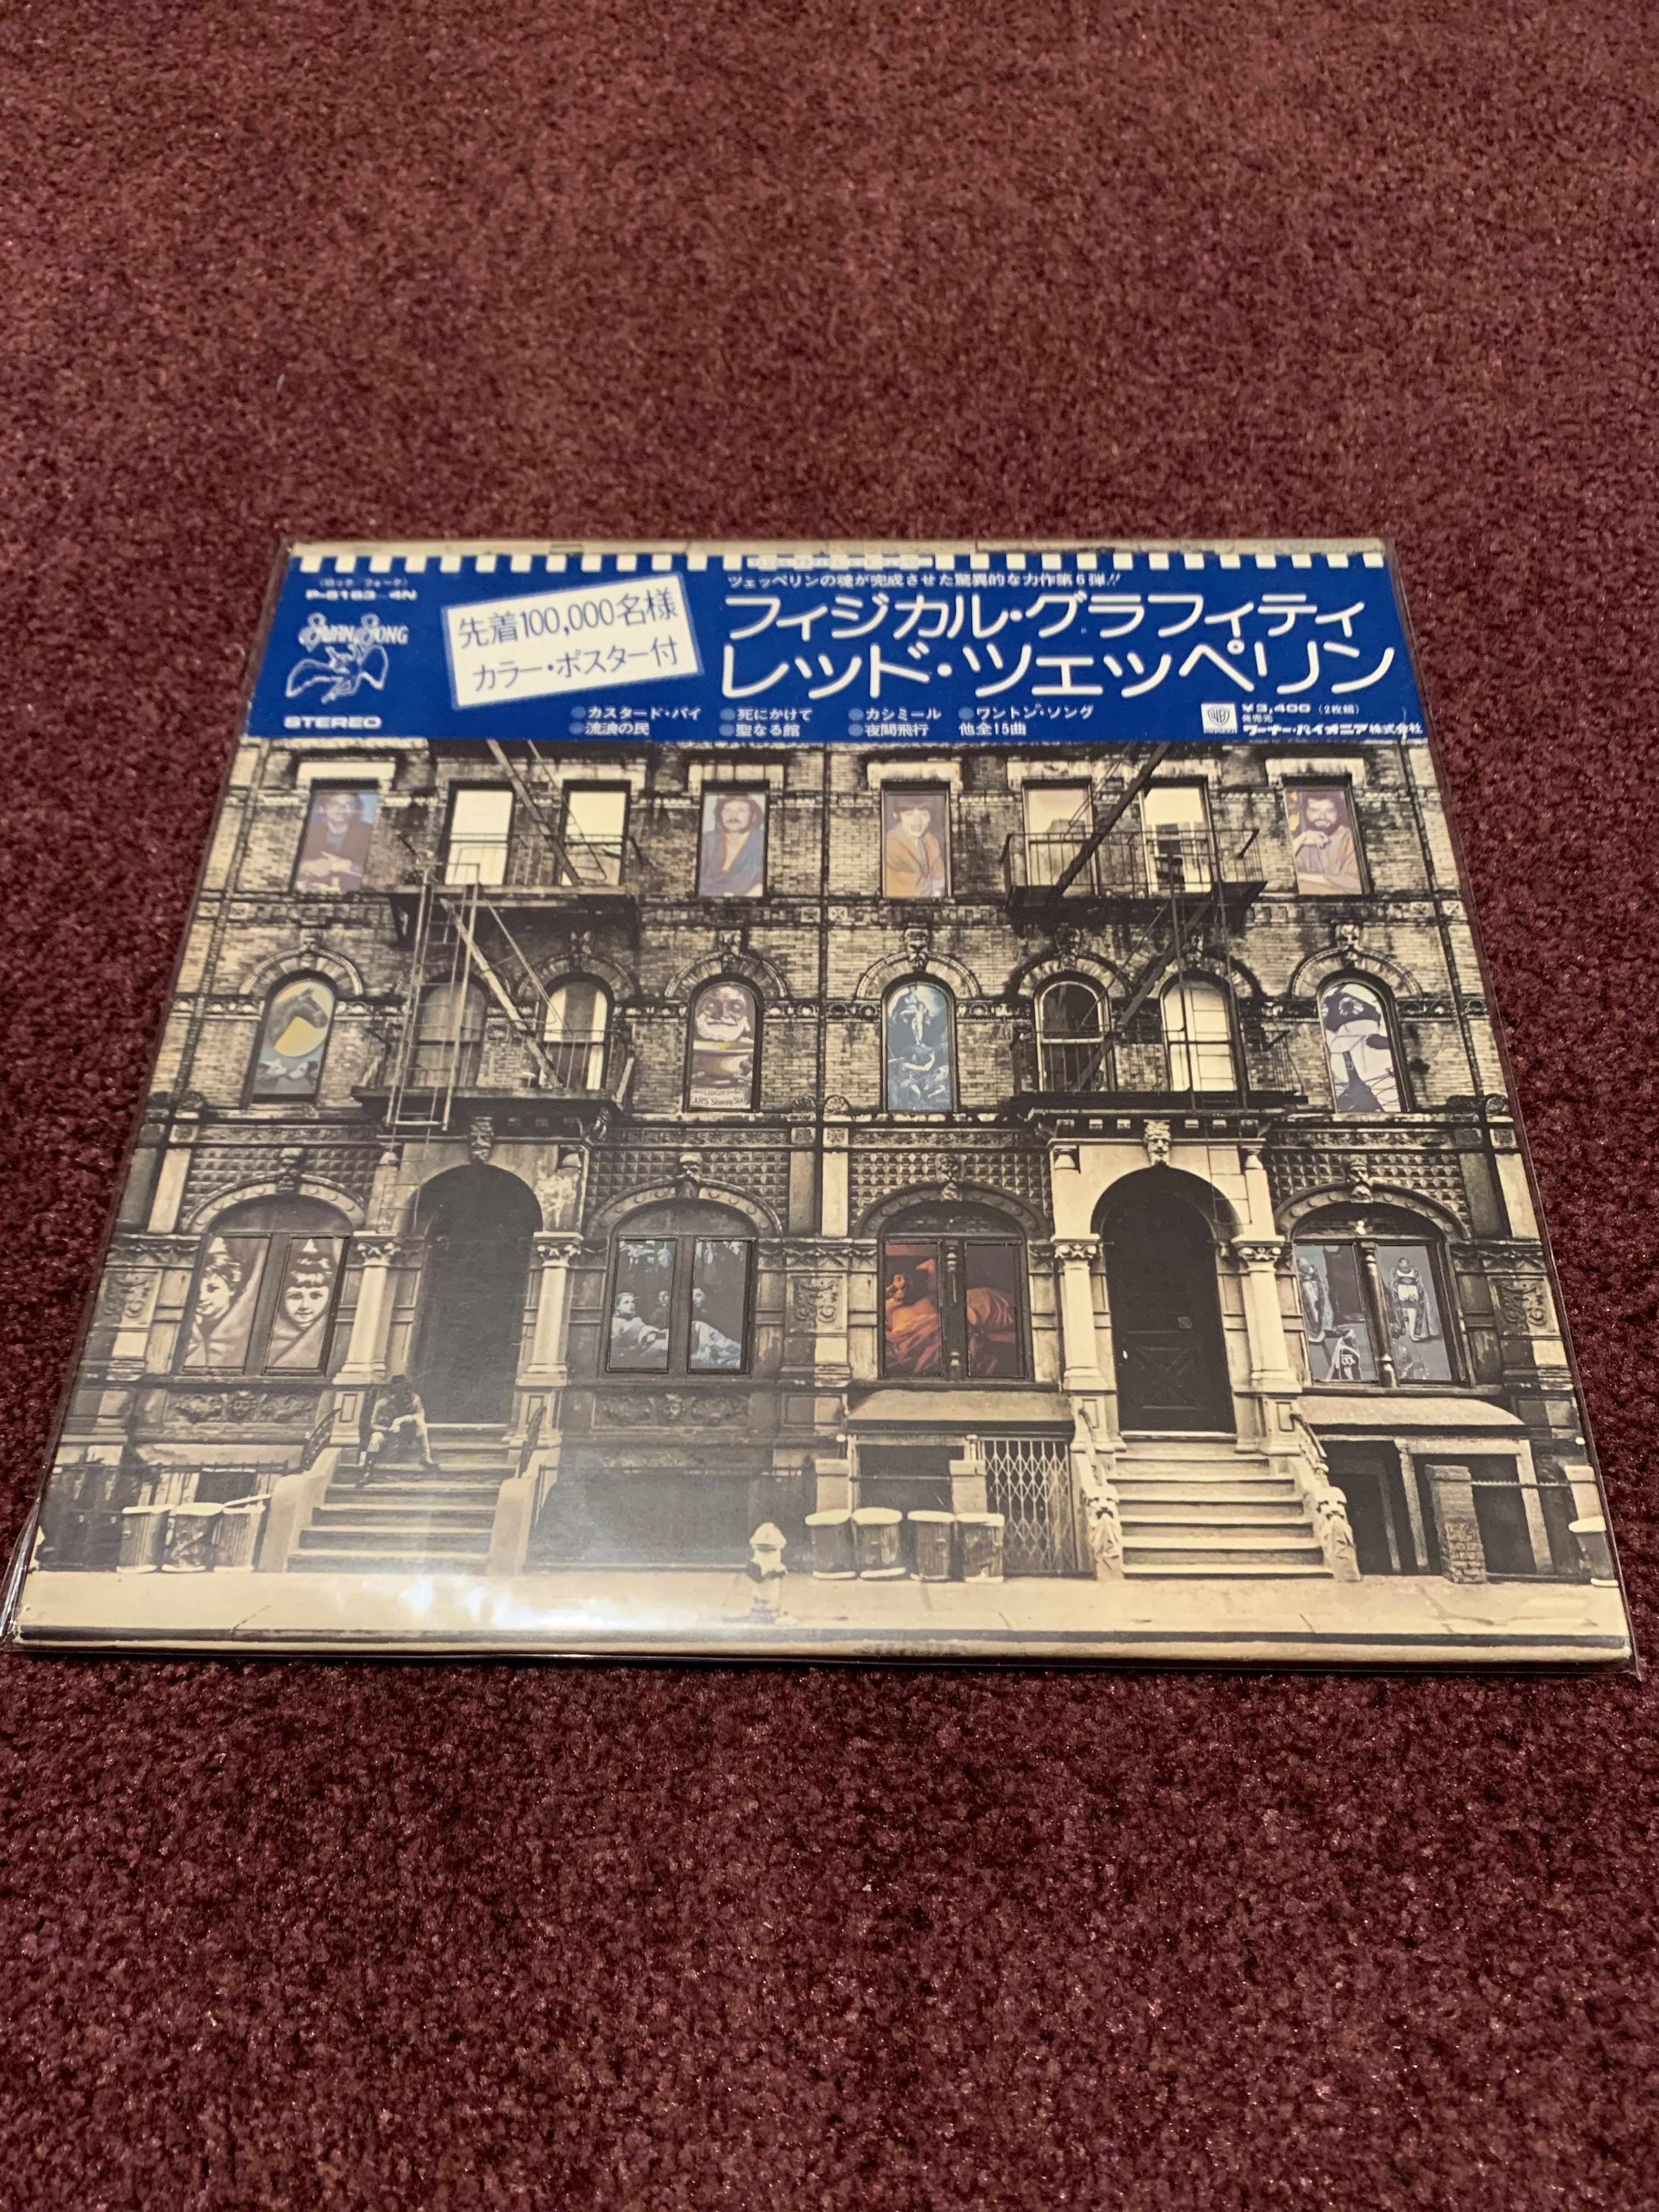 (ロック/フォーク)
P-5163~4N
SWAN SONG
STEREO
先着100,000名様
カラー・ポスター付
ツェッペリンの魂が完成させた驚異的な力作第6弾!!
フィジカル・グラフィティ
レッド・ツェッペリン
●カスタード・パイ ●死にかけて ●カシミール ●ワントン・ソング
●流浪の民 ●聖なる館 ●夜間飛行 他全15曲
¥3,400 (2枚組)
発売元
ワーナー・パイオニア株式会社